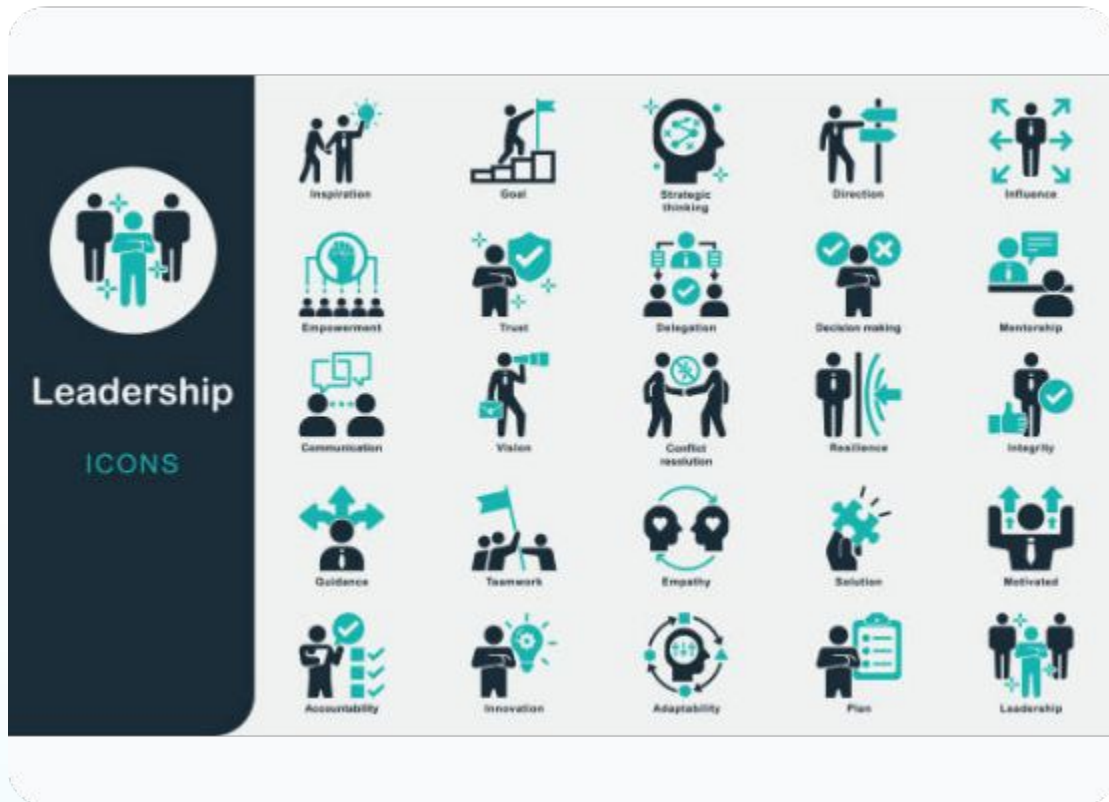 Leadership
ICONS
Inspiration
Goal
Strategic
thinking
Direction
Influence
Empowerment
Trust
Delegation
Decision making
Mentorship
Communication
Vision
Conflict
resolution
Resilience
Integrity
Guidance
Teamwork
Empathy
Solution
Motivated
Accountability
Innovation
Adaptability
Plan
Leadership